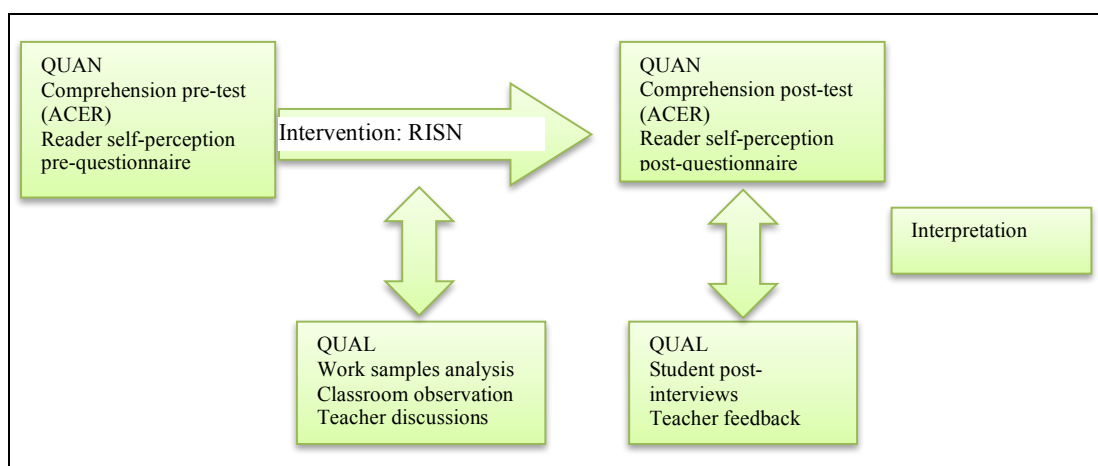 QUAN
Comprehension pre-test
(ACER)
Reader self-perception
pre-questionnaire
Intervention: RISN
QUAN
Comprehension post-test
(ACER)
Reader self-perception
post-questionnaire
Interpretation
QUAL
Work samples analysis
Classroom observation
Teacher discussions
QUAL
Student post-
interviews
Teacher feedback